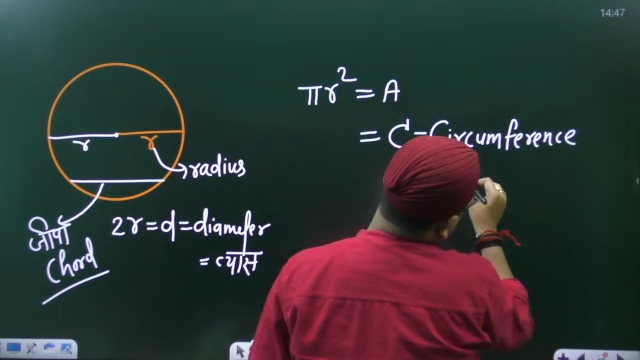 14:47
πr² = A
= C = Circumference
r
r
radius
2r = d = diameter
= व्यास
जीवा
Chord